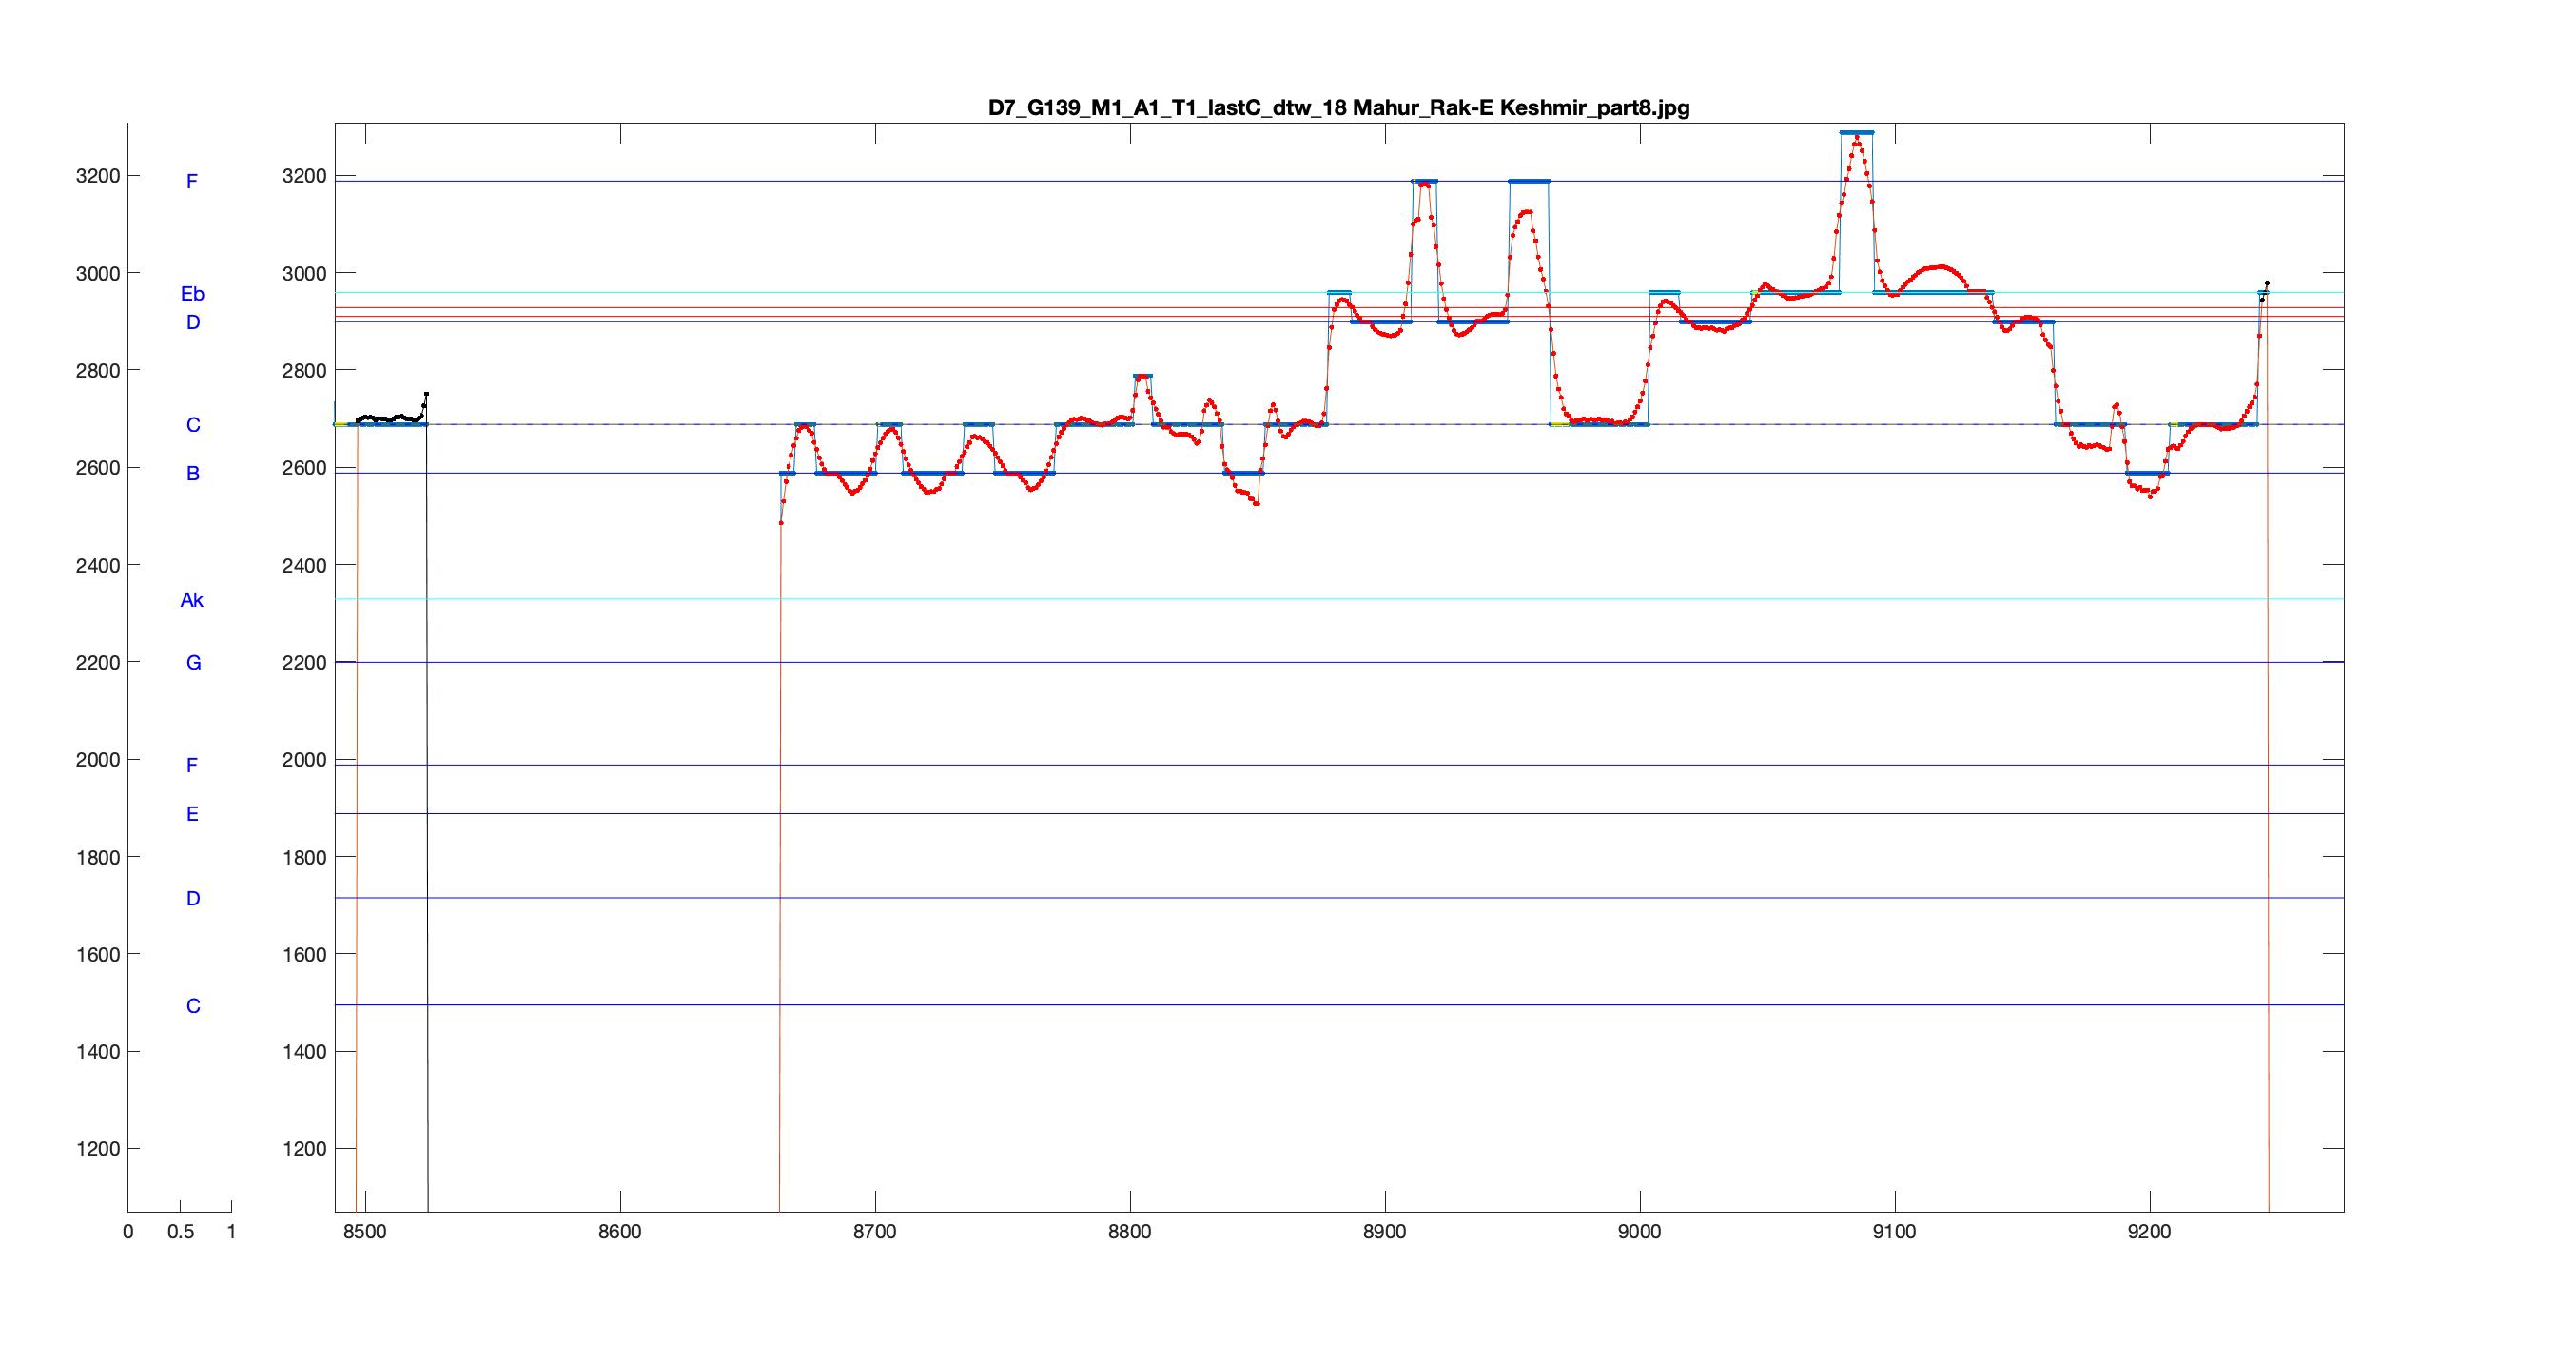 D7_G139_M1_A1_T1_lastC_dtw_18 Mahur_Rak-E Keshmir_part8.jpg
3200 F 3200
3000 3000
Eb
D
2800 2800
C
2600 B 2600
2400 2400
Ak
2200 G 2200
2000 F 2000
E
1800 1800
D
1600 1600
C
1400 1400
1200 1200
0 0.5 1 8500 8600 8700 8800 8900 9000 9100 9200